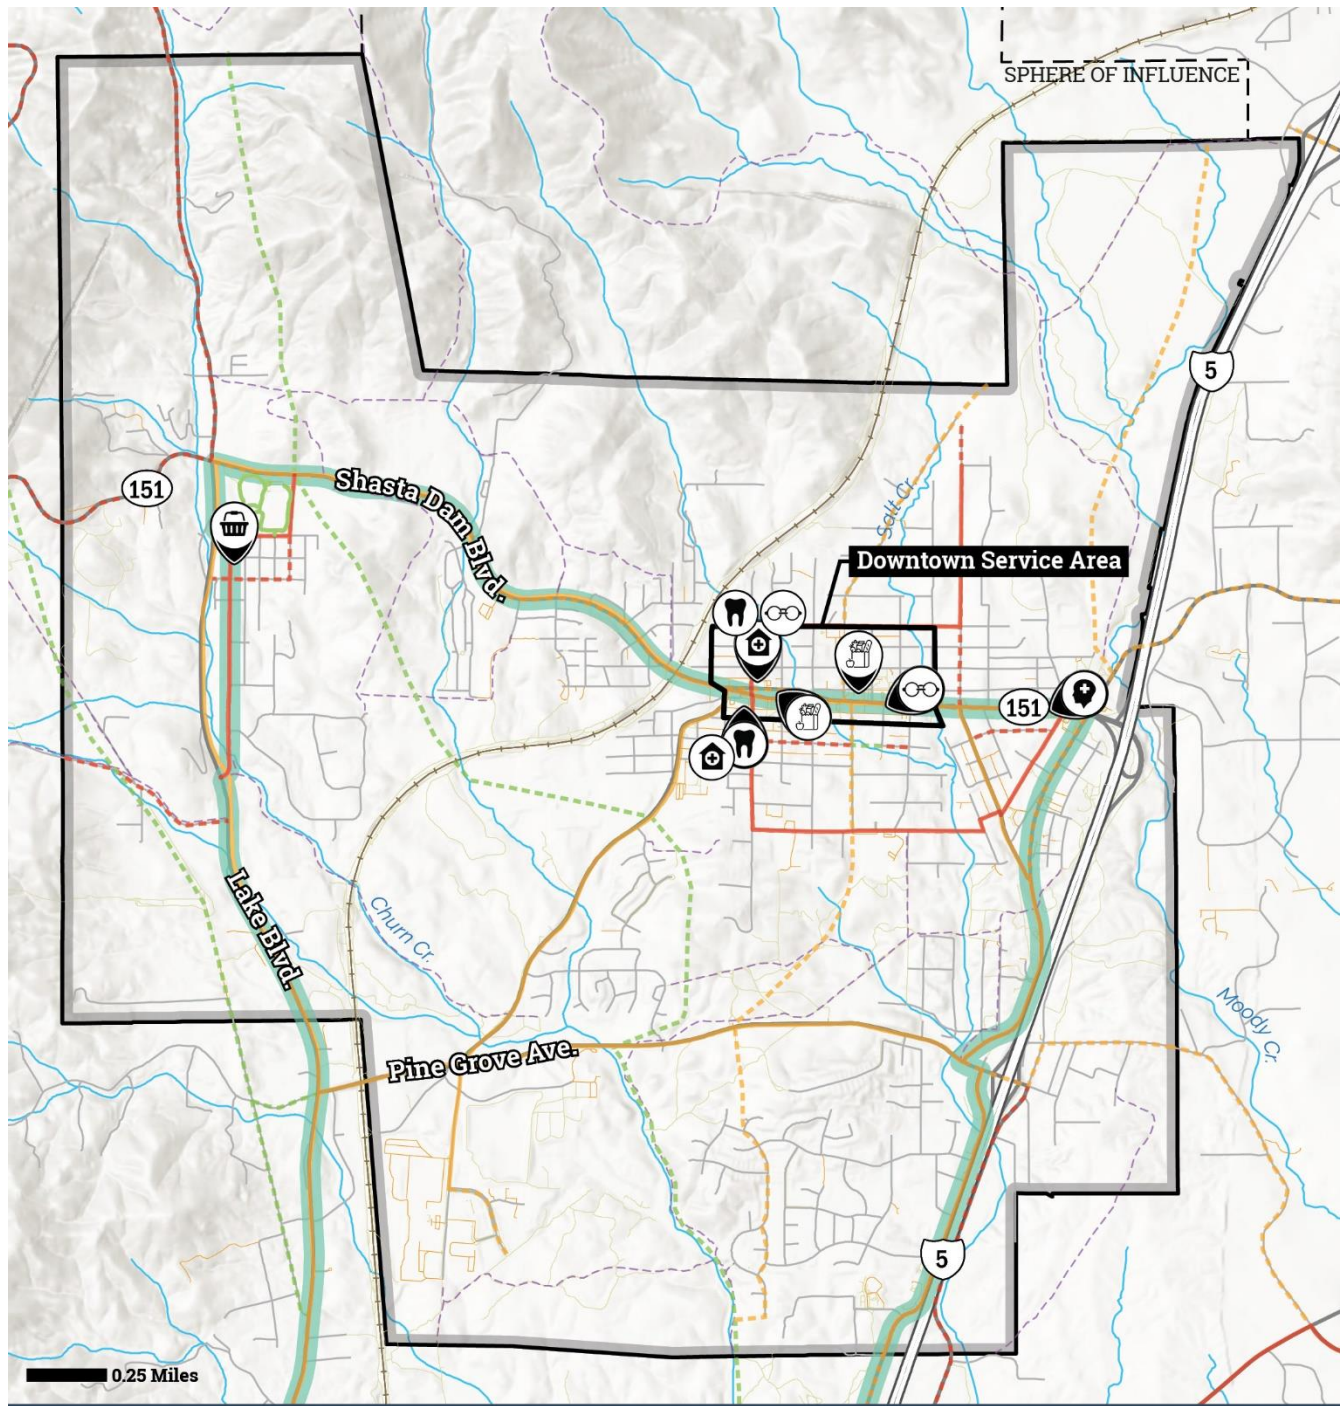 SPHERE OF INFLUENCE
5
Shasta Dam Blvd.
151
Salt Cr.
Downtown Service Area
151
Lake Blvd.
Churn Cr.
Moody Cr.
Pine Grove Ave.
5
0.25 Miles